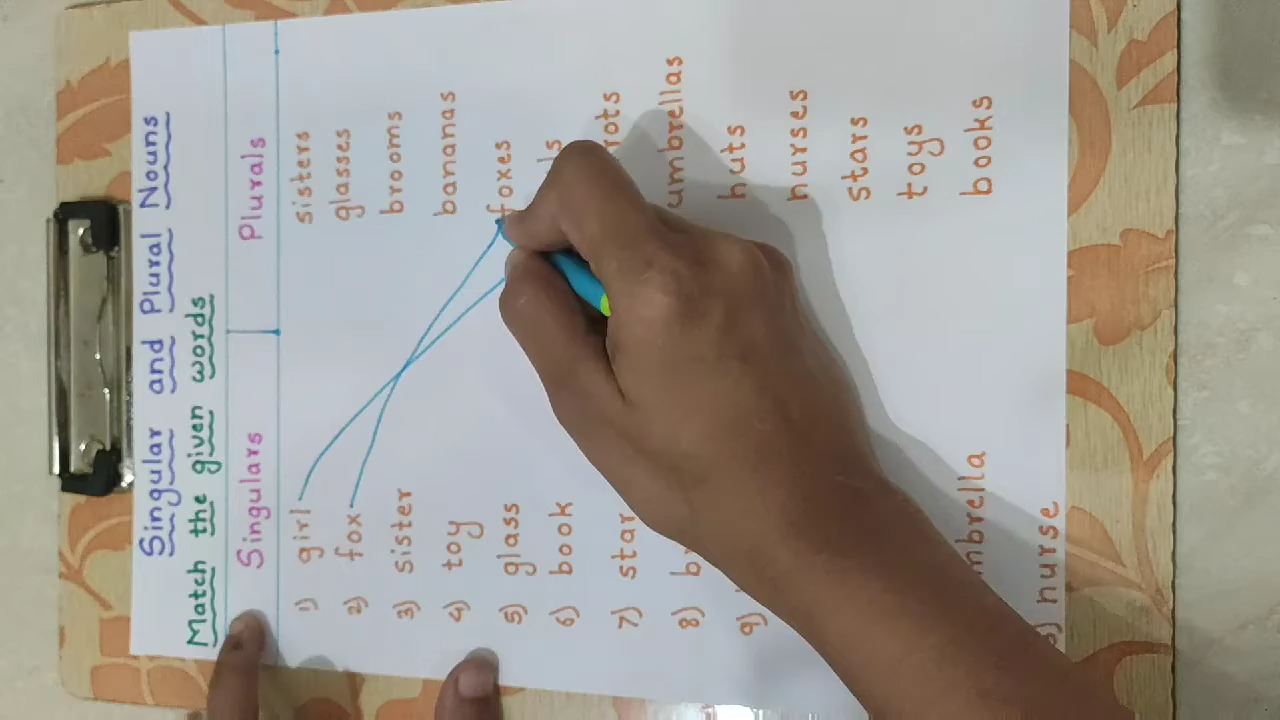 Singular and Plural Nouns
Match the given words
Singulars Plurals
1) girl sisters
2) fox glasses
3) sister brooms
4) toy bananas
5) glass foxes
6) book
7) star
8) umbrellas
9) huts
nurses
stars
toys
books
nurse